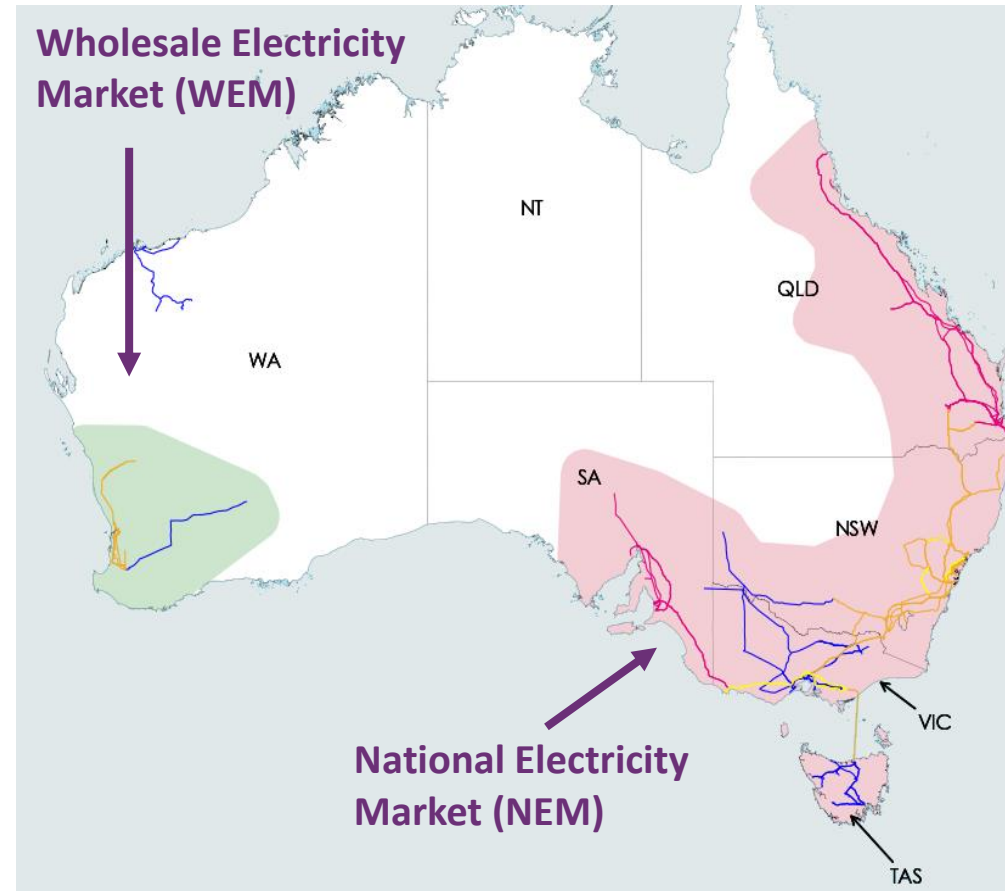 Wholesale Electricity
Market (WEM)
NT
QLD
WA
SA
NSW
VIC
National Electricity
Market (NEM)
TAS